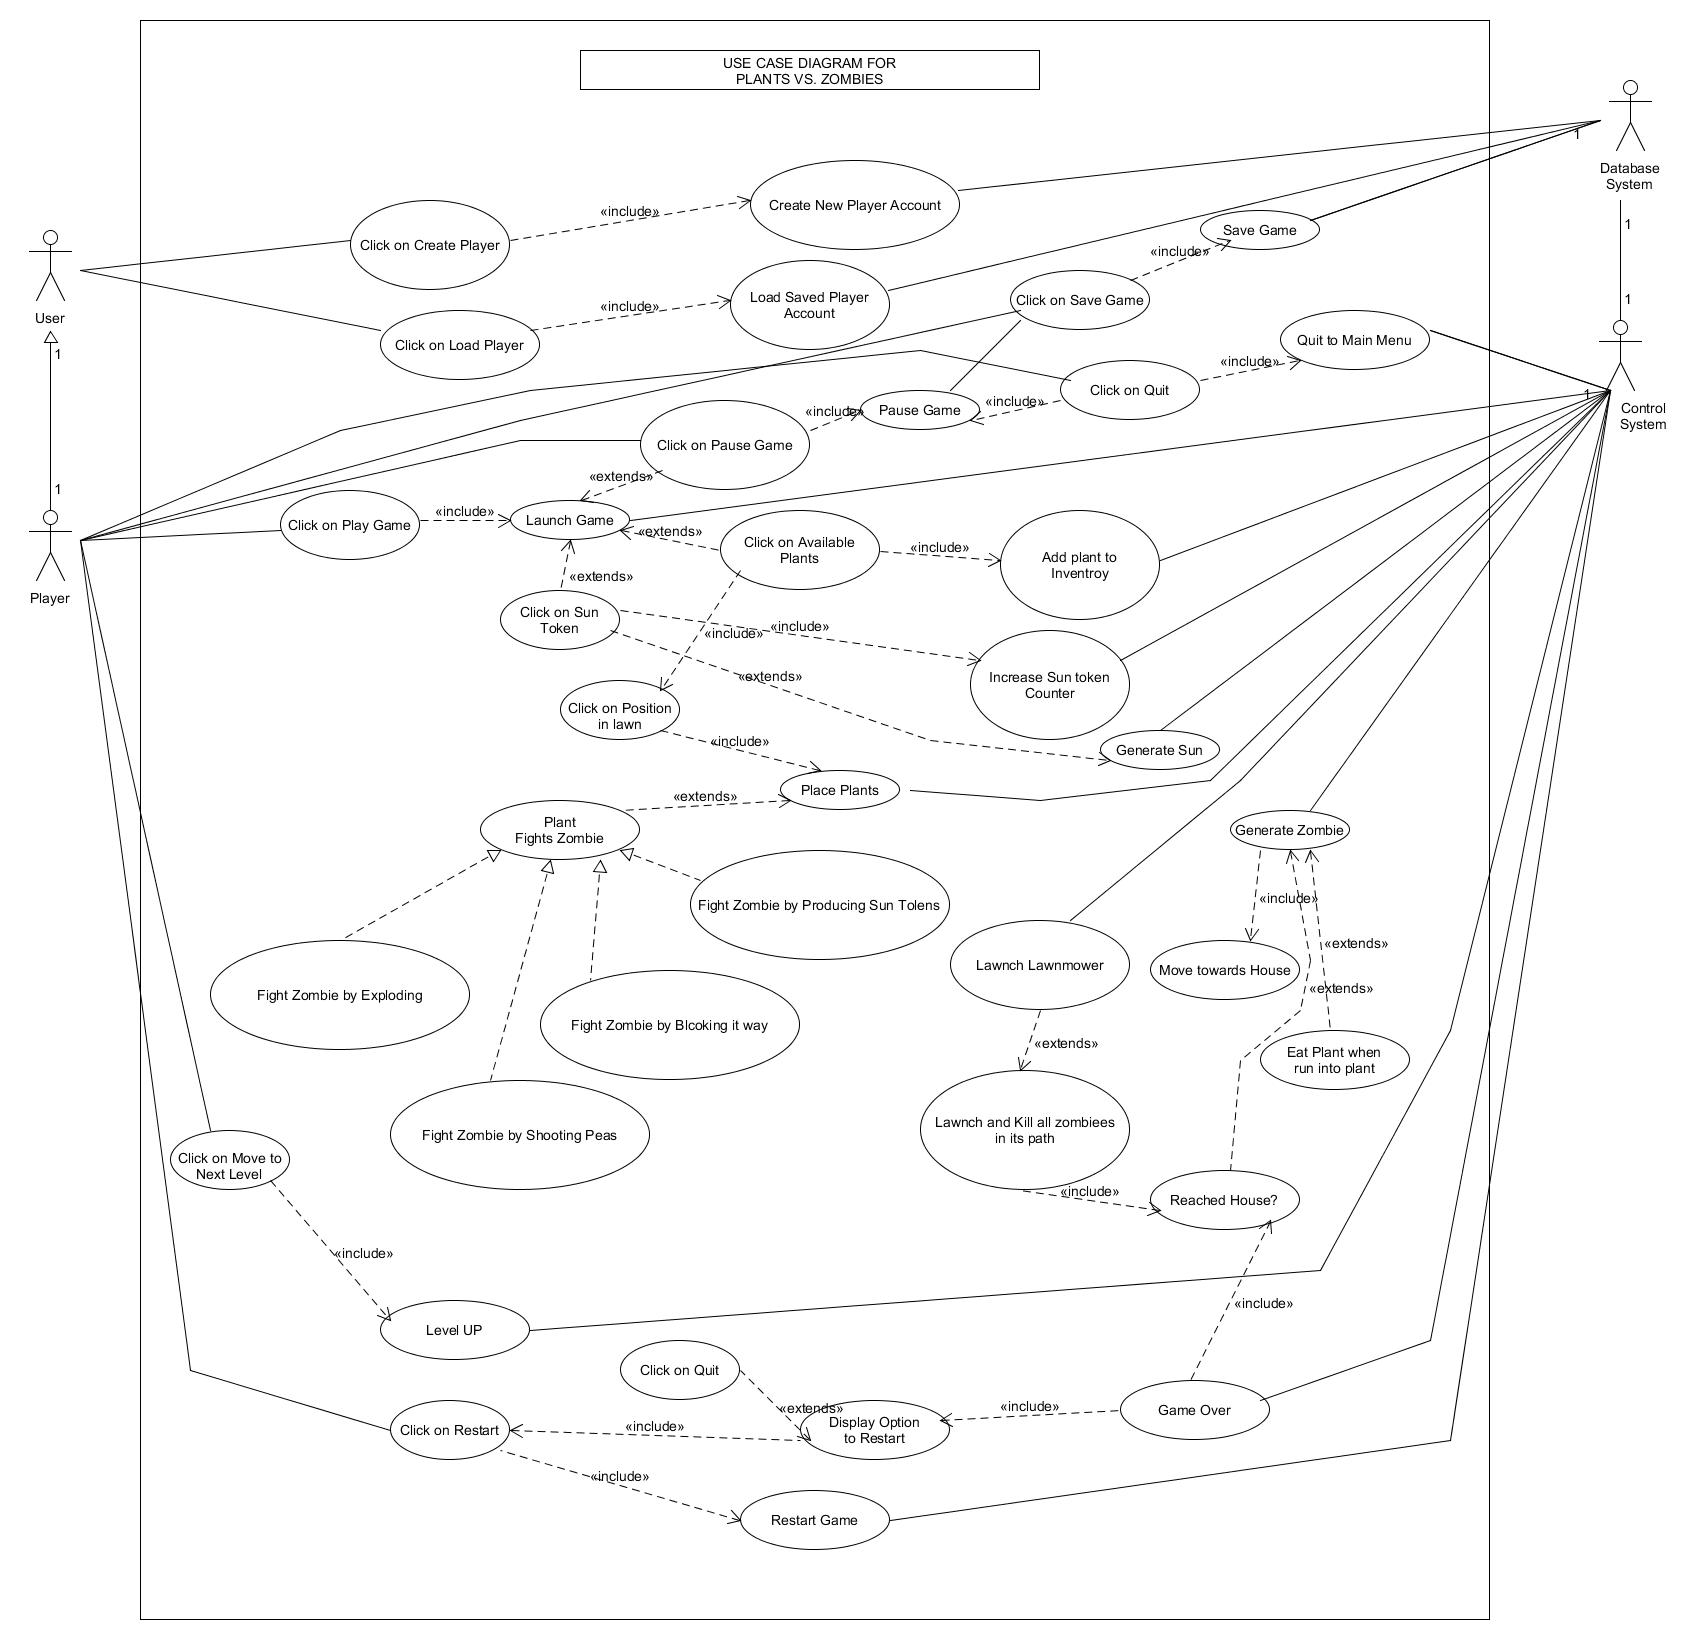 USE CASE DIAGRAM FOR
PLANTS VS. ZOMBIES
1
Database
System
Create New Player Account
«include»
Click on Create Player
Save Game
«include»
1
User
Click on Save Game
Load Saved Player
Account
«include»
1
Click on Load Player
1
Quit to Main Menu
«include»
Click on Quit
«include»
1
Control
System
Pause Game
«include»
Click on Pause Game
«extends»
1
Player
Click on Play Game
«include»
Launch Game
«extends»
Click on Available
Plants
«include»
Add plant to
Inventroy
«extends»
Click on Sun
Token
«include»
«include»
Increase Sun token
Counter
«extends»
Click on Position
in lawn
«include»
Generate Sun
Place Plants
«extends»
Plant
Fights Zombie
Generate Zombie
Fight Zombie by Producing Sun Tolens
«include»
«extends»
Lawnch Lawnmower
Move towards House
«extends»
Fight Zombie by Exploding
Fight Zombie by Blcoking it way
«extends»
Eat Plant when
run into plant
Fight Zombie by Shooting Peas
Lawnch and Kill all zombiees
in its path
Click on Move to
Next Level
«include»
Reached House?
«include»
«include»
Level UP
Click on Quit
«extends»
Display Option
to Restart
«include»
Game Over
Click on Restart
«include»
«include»
Restart Game